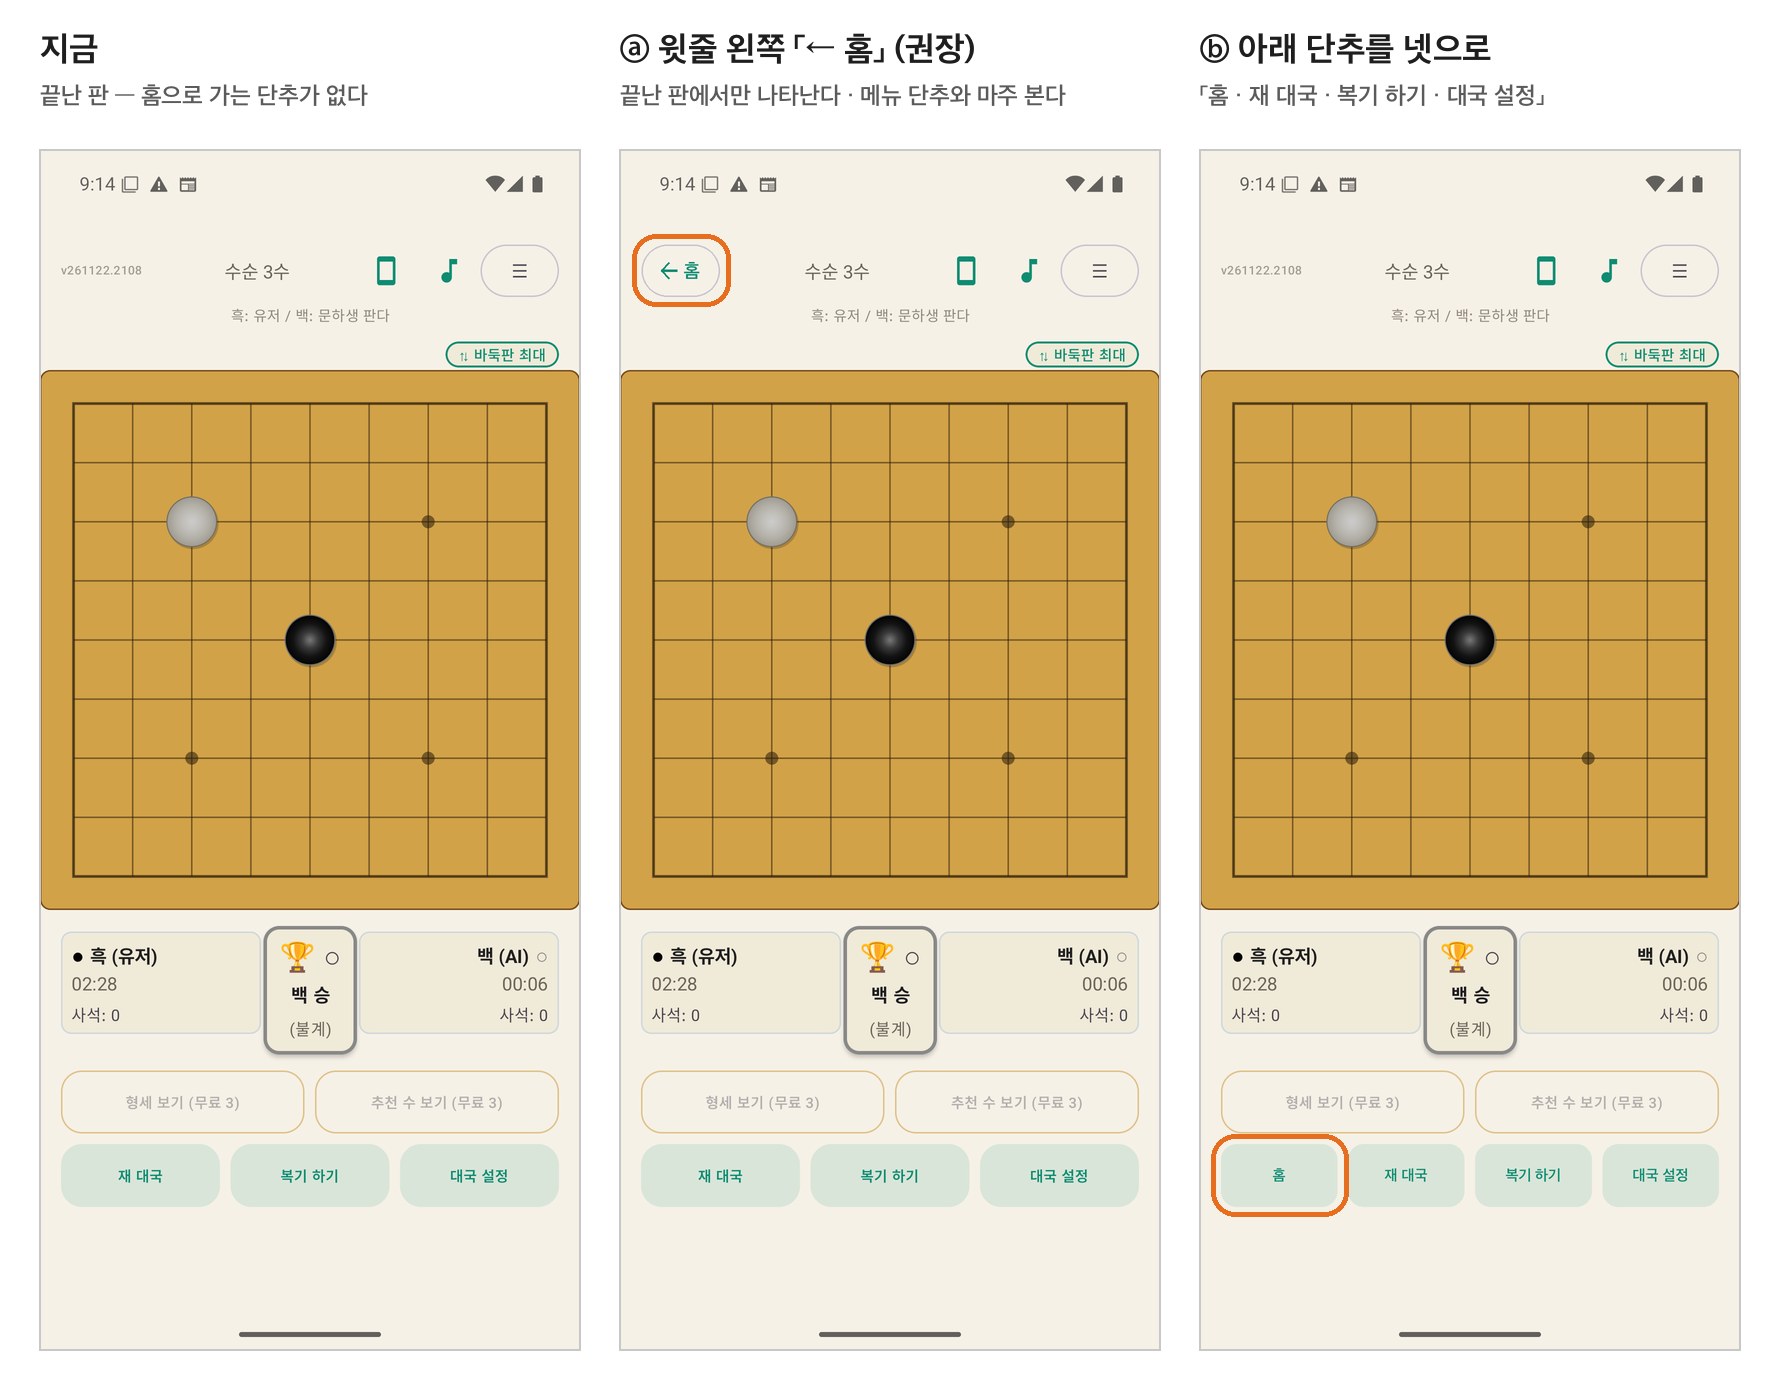 지금
끝난 판 — 홈으로 가는 단추가 없다
9:14
v261122.2108
수순 3수
☰
흑: 유저 / 백: 문하생 판다
↑↓ 바둑판 최대
● 흑 (유저)
02:28
사석: 0
🏆 ○
백 승
(불계)
백 (AI) ○
00:06
사석: 0
형세 보기 (무료 3)
추천 수 보기 (무료 3)
재 대국
복기 하기
대국 설정
ⓐ 윗줄 왼쪽 「← 홈」 (권장)
끝난 판에서만 나타난다 · 메뉴 단추와 마주 본다
9:14
← 홈
수순 3수
☰
흑: 유저 / 백: 문하생 판다
↑↓ 바둑판 최대
● 흑 (유저)
02:28
사석: 0
🏆 ○
백 승
(불계)
백 (AI) ○
00:06
사석: 0
형세 보기 (무료 3)
추천 수 보기 (무료 3)
재 대국
복기 하기
대국 설정
ⓑ 아래 단추를 넷으로
「홈 · 재 대국 · 복기 하기 · 대국 설정」
9:14
v261122.2108
수순 3수
☰
흑: 유저 / 백: 문하생 판다
↑↓ 바둑판 최대
● 흑 (유저)
02:28
사석: 0
🏆 ○
백 승
(불계)
백 (AI) ○
00:06
사석: 0
형세 보기 (무료 3)
추천 수 보기 (무료 3)
홈
재 대국
복기 하기
대국 설정